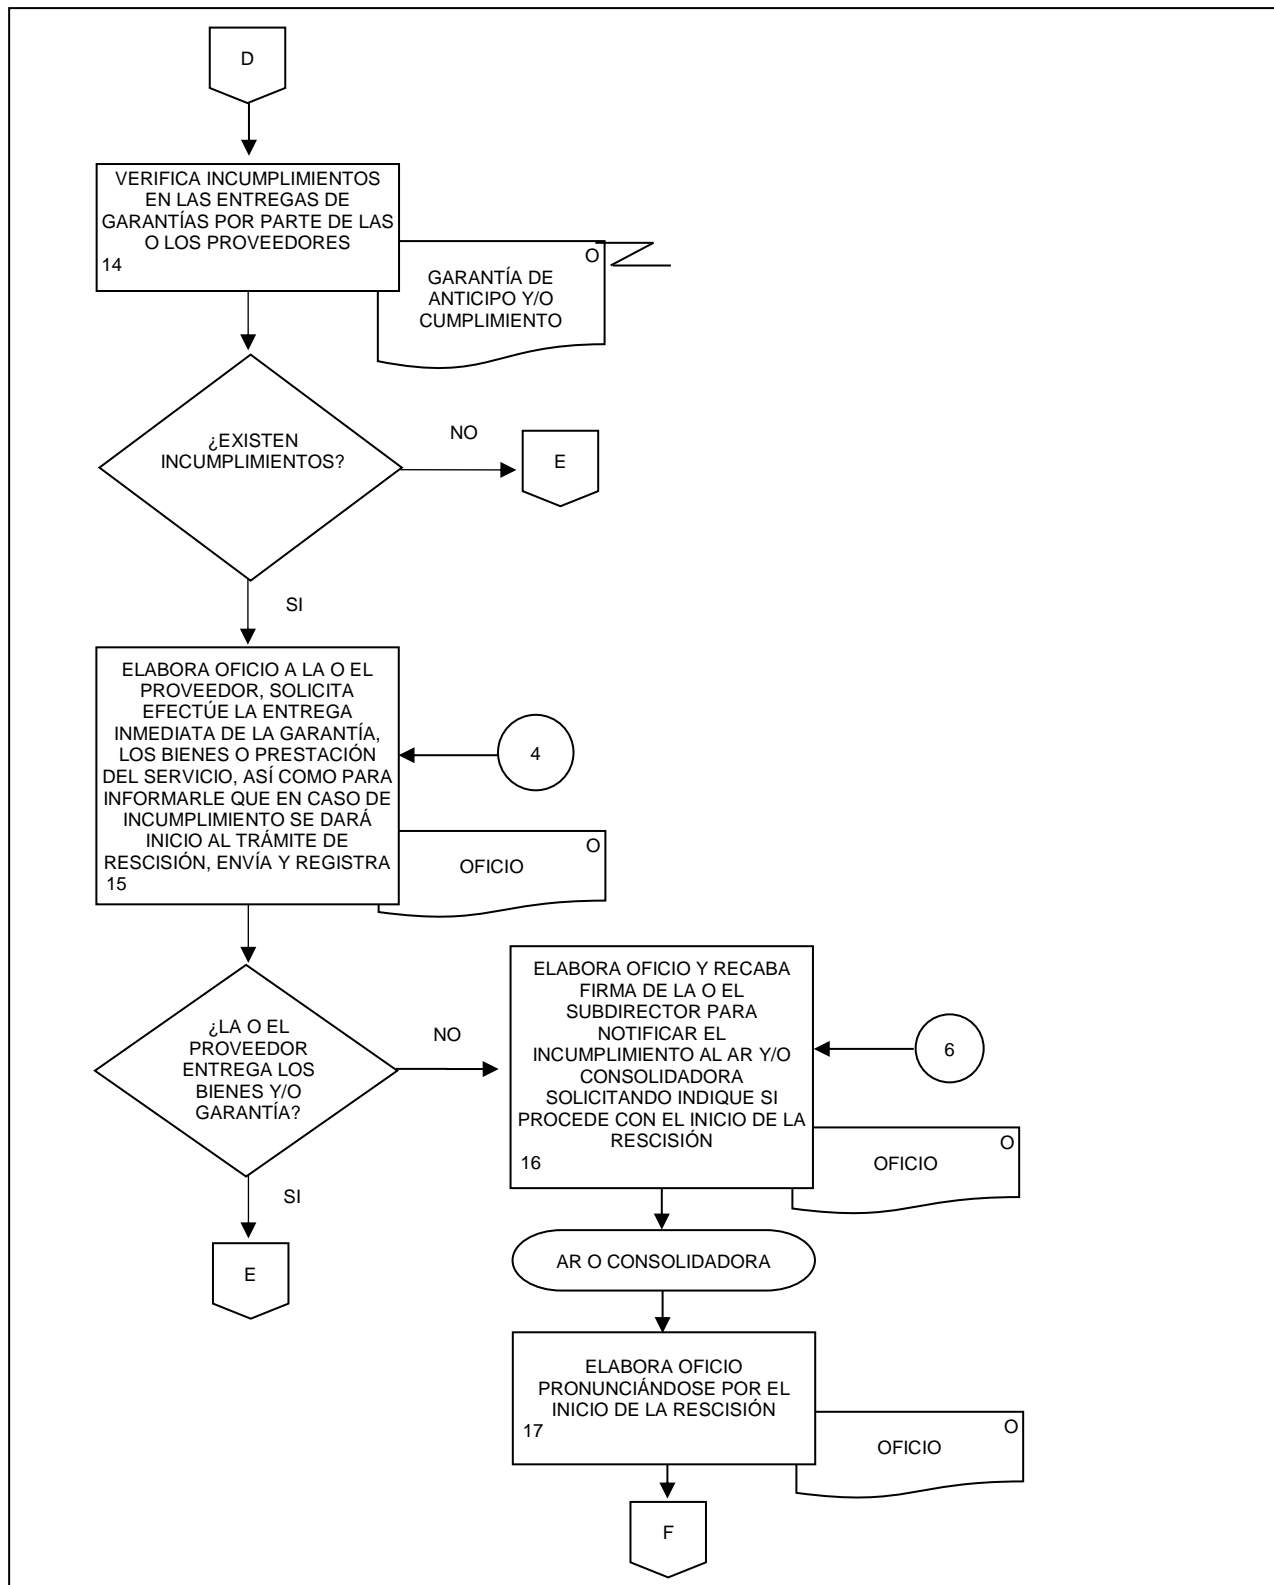 D
VERIFICA INCUMPLIMIENTOS
EN LAS ENTREGAS DE
GARANTÍAS POR PARTE DE LAS
O LOS PROVEEDORES
14
O
GARANTÍA DE
ANTICIPO Y/O
CUMPLIMIENTO
¿EXISTEN
INCUMPLIMIENTOS?
NO
E
SI
ELABORA OFICIO A LA O EL
PROVEEDOR, SOLICITA
EFECTÚE LA ENTREGA
INMEDIATA DE LA GARANTÍA,
LOS BIENES O PRESTACIÓN
DEL SERVICIO, ASÍ COMO PARA
INFORMARLE QUE EN CASO DE
INCUMPLIMIENTO SE DARÁ
INICIO AL TRÁMITE DE
RESCISIÓN, ENVÍA Y REGISTRA
15
4
O
OFICIO
¿LA O EL
PROVEEDOR
ENTREGA LOS
BIENES Y/O
GARANTÍA?
NO
SI
E
ELABORA OFICIO Y RECABA
FIRMA DE LA O EL
SUBDIRECTOR PARA
NOTIFICAR EL
INCUMPLIMIENTO AL AR Y/O
CONSOLIDADORA
SOLICITANDO INDIQUE SI
PROCEDE CON EL INICIO DE LA
RESCISIÓN
16
6
O
OFICIO
AR O CONSOLIDADORA
ELABORA OFICIO
PRONUNCIÁNDOSE POR EL
INICIO DE LA RESCISIÓN
17
O
OFICIO
F